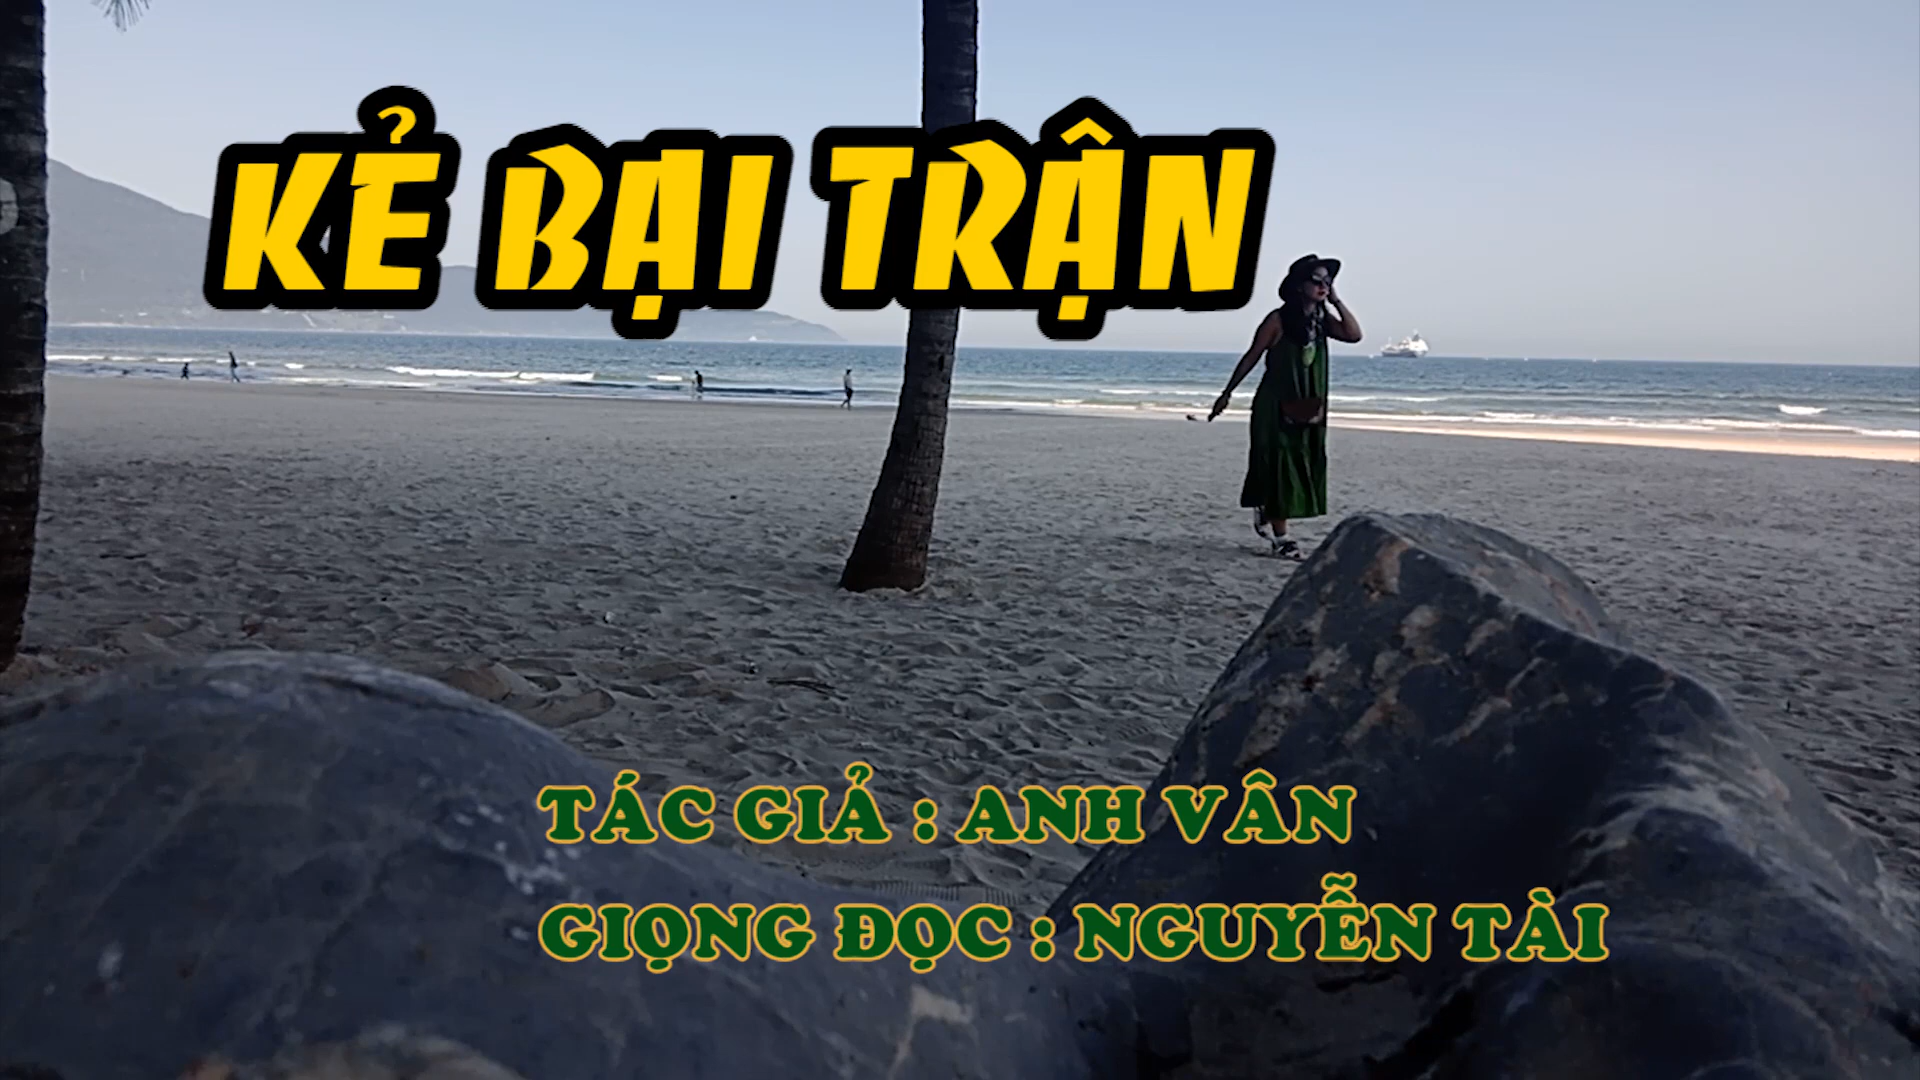 KẺ BẠI TRẬN
TÁC GIẢ : ANH VÂN
GIỌNG ĐỌC : NGUYỄN TÀI